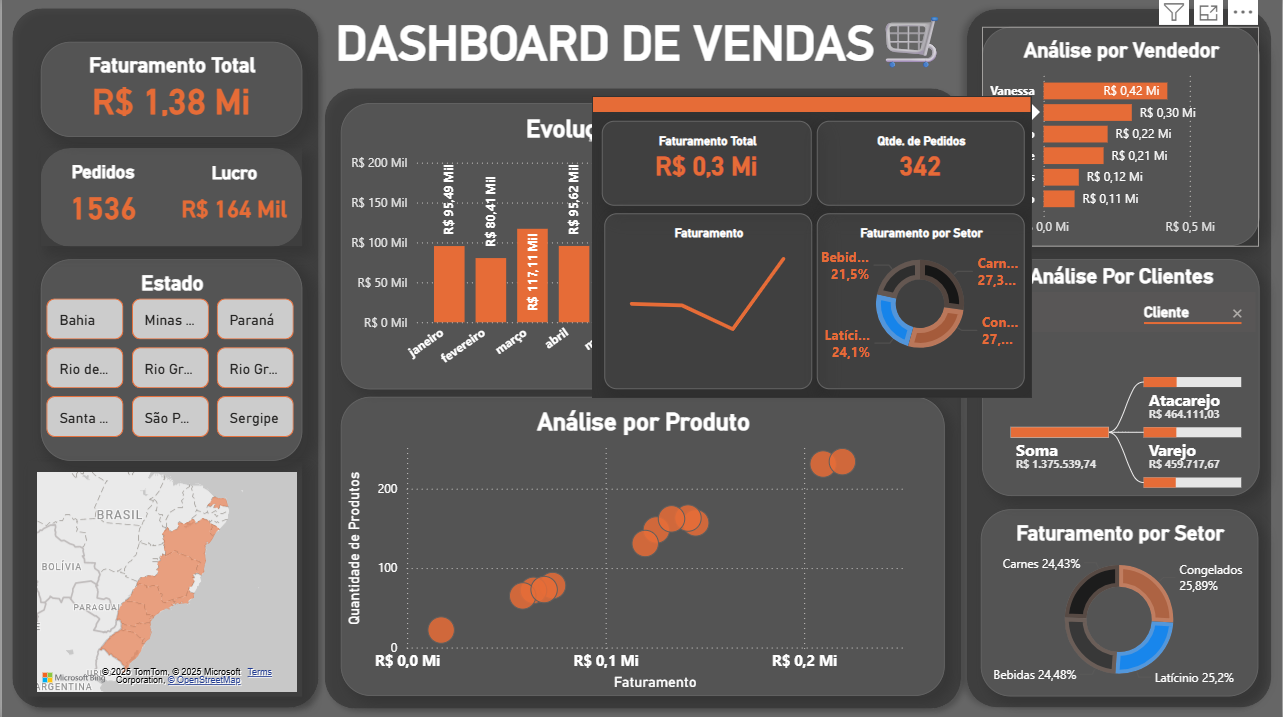 DASHBOARD DE VENDAS
Faturamento Total
R$ 1,38 Mi
Pedidos
1536
Lucro
R$ 164 Mil
Estado
Bahia
Minas ...
Paraná
Rio de...
Rio Gr...
Rio Gr...
Santa ...
São P...
Sergipe
BRASIL
BOLÍVIA
PARAGUAI
ARGENTINA
Microsoft Bing
© 2025 TomTom, © 2025 Microsoft Terms
Corporation, © OpenStreetMap
R$ 200 Mil
R$ 150 Mil
R$ 100 Mil
R$ 50 Mil
R$ 0 Mil
R$ 95,49 Mil
R$ 80,41 Mil
R$ 117,11 Mil
R$ 95,62 Mil
janeiro
fevereiro
março
abril
Faturamento Total
R$ 0,3 Mi
Qtde. de Pedidos
342
Faturamento
Faturamento por Setor
Bebid...
21,5%
Carn...
27,3...
Latíci...
24,1%
Con...
27,...
Análise por Produto
Quantidade de Produtos
200
100
0
R$ 0,0 Mi
R$ 0,1 Mi
R$ 0,2 Mi
Faturamento
Análise por Vendedor
Vanessa
R$ 0,42 Mi
R$ 0,30 Mi
R$ 0,22 Mi
R$ 0,21 Mi
R$ 0,12 Mi
R$ 0,11 Mi
0,0 Mi
R$ 0,5 Mi
Análise Por Clientes
Cliente
Soma
R$ 1.375.539,74
Atacarejo
R$ 464.111,03
Varejo
R$ 459.717,67
Faturamento por Setor
Carnes 24,43%
Congelados
25,89%
Bebidas 24,48%
Laticinio 25,2%